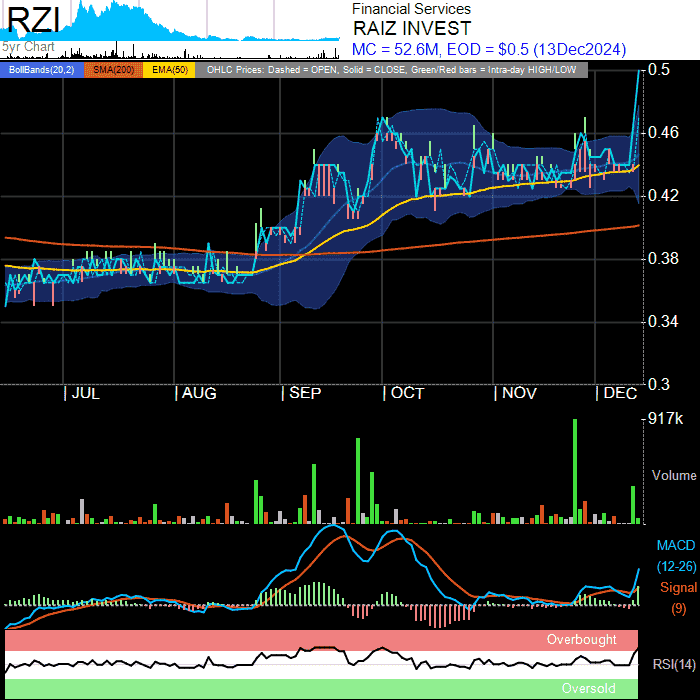 RZI
5yr Chart
Financial Services
RAIZ INVEST
MC = 52.6M, EOD = $0.5 (13Dec2024)
BollBands(20,2) SMA(200) EMA(50) OHLC Prices: Dashed = OPEN, Solid = CLOSE, Green/Red bars = Intra-day HIGH/LOW
0.5
0.46
0.42
0.38
0.34
0.3
JUL AUG SEP OCT NOV DEC
917k
Volume
MACD
(12-26)
Signal
(9)
Overbought
RSI(14)
Oversold